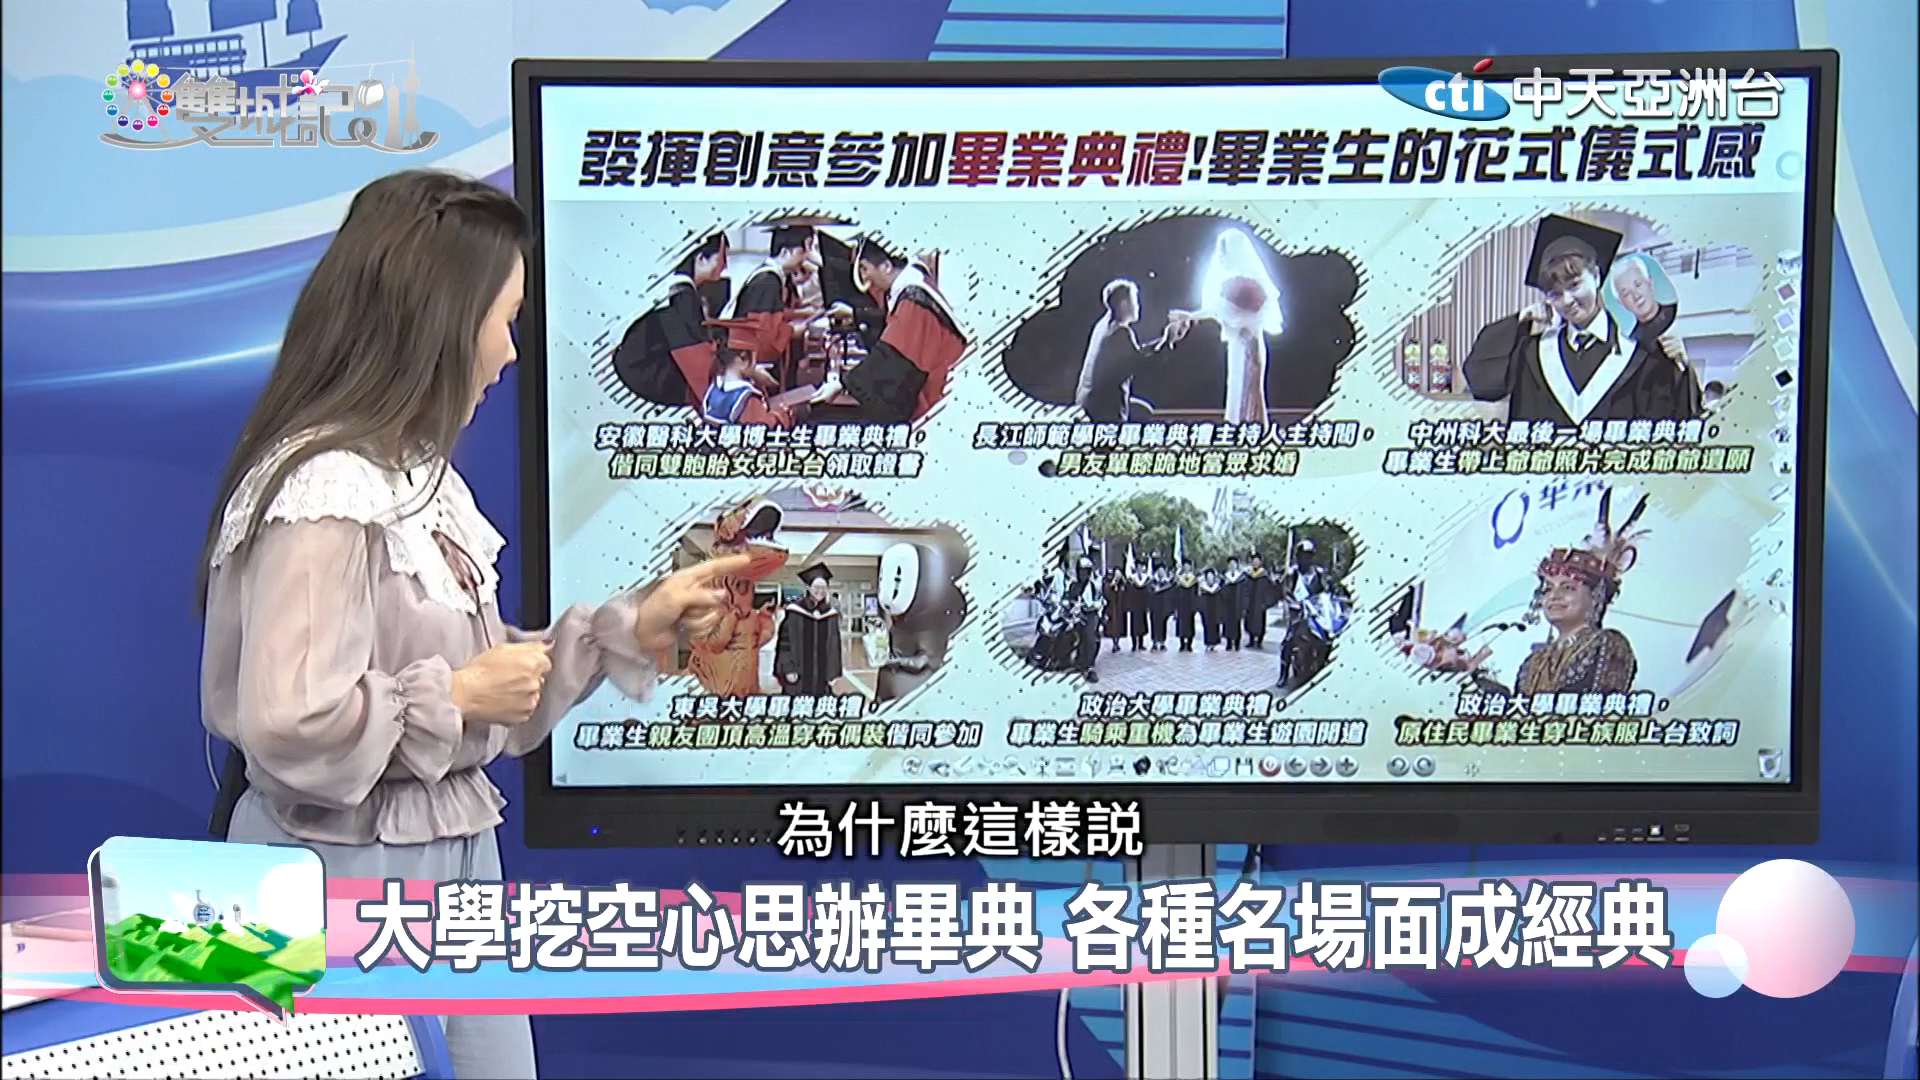 雙城記
cti 中天亞洲台
發揮創意參加畢業典禮!畢業生的花式儀式感
安徽醫科大學博士生畢業典禮，
偕同雙胞胎女兒上台領取證書
長江師範學院畢業典禮主持人主持間，
男友單膝跪地當眾求婚
中州科大最後一場畢業典禮，
畢業生帶上爺爺照片完成爺爺遺願
東吳大學畢業典禮，
畢業生親友團頂高溫穿布偶裝偕同參加
政治大學畢業典禮，
畢業生騎乘重機為畢業生遊園開道
政治大學畢業典禮，
原住民畢業生穿上族服上台致詞
為什麼這樣説
大學挖空心思辦畢典 各種名場面成經典